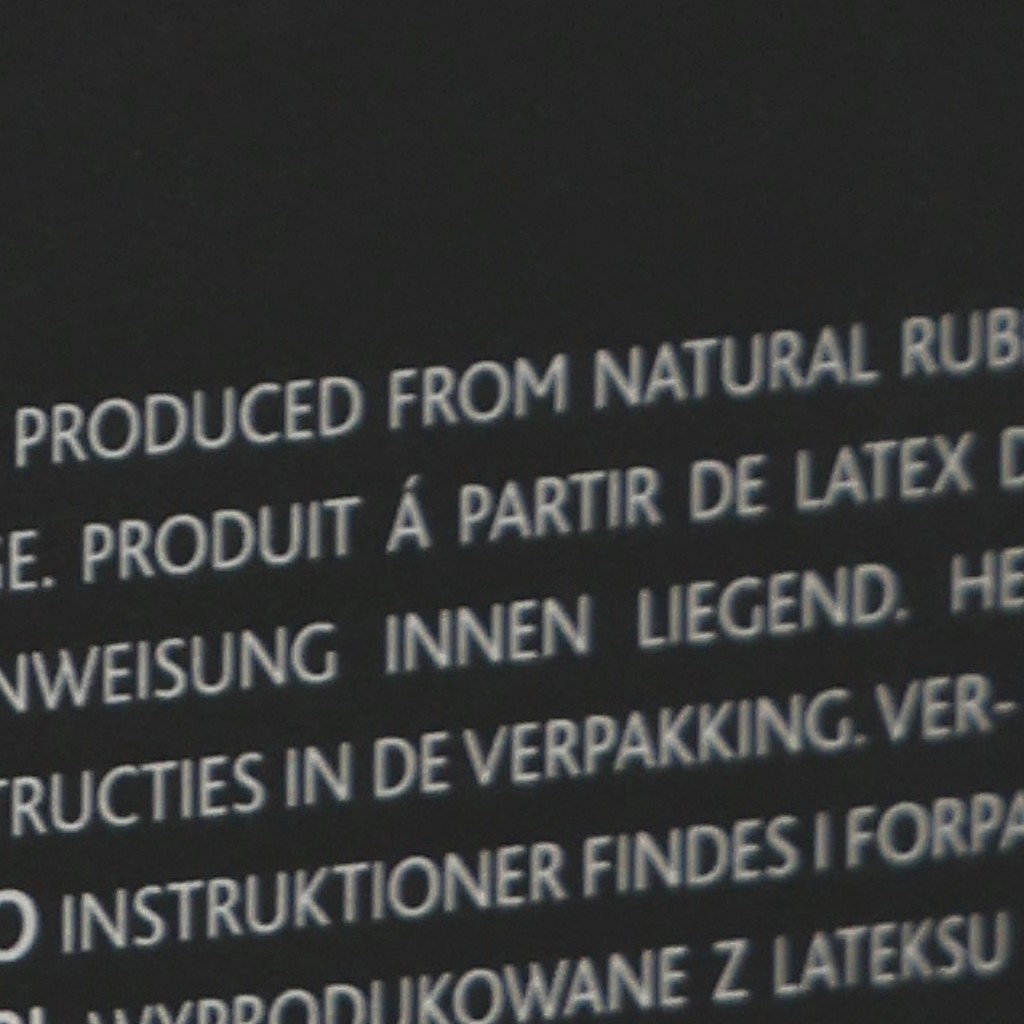 PRODUCED FROM NATURAL RUB
GE. PRODUIT Á PARTIR DE LATEX D
NWEISUNG INNEN LIEGEND. HE
TRUCTIES IN DE VERPAKKING. VER-
O INSTRUKTIONER FINDES I FORPA
WYPRODUKOWANE Z LATEKSU